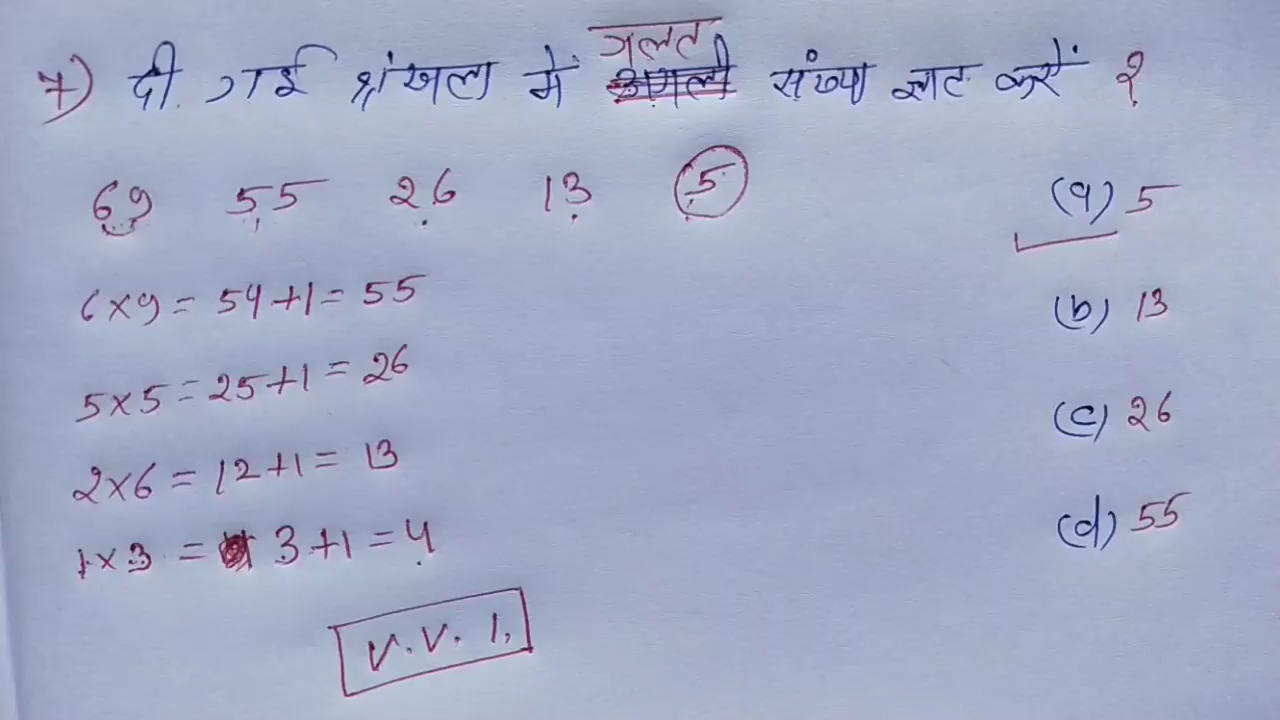 7) दी गई श्रंखला में गलत संख्या ज्ञात करें ?
69 55 26 13 5
(a) 5
6×9 = 54+1 = 55
(b) 13
5×5 = 25+1 = 26
(c) 26
2×6 = 12+1 = 13
(d) 55
1×3 = 3+1 = 4
V.V.I.